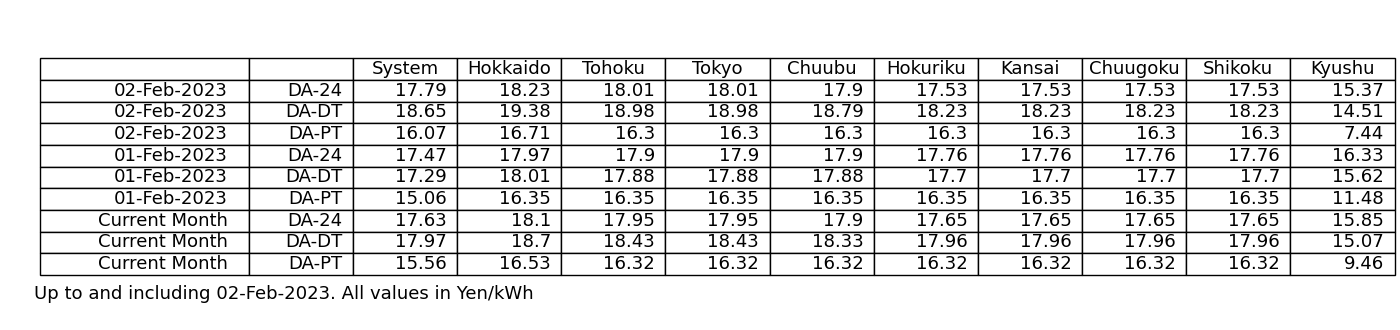 System Hokkaido Tohoku Tokyo Chuubu Hokuriku Kansai Chuugoku Shikoku Kyushu
02-Feb-2023 DA-24 17.79 18.23 18.01 18.01 17.9 17.53 17.53 17.53 17.53 15.37
02-Feb-2023 DA-DT 18.65 19.38 18.98 18.98 18.79 18.23 18.23 18.23 18.23 14.51
02-Feb-2023 DA-PT 16.07 16.71 16.3 16.3 16.3 16.3 16.3 16.3 16.3 7.44
01-Feb-2023 DA-24 17.47 17.97 17.9 17.9 17.9 17.76 17.76 17.76 17.76 16.33
01-Feb-2023 DA-DT 17.29 18.01 17.88 17.88 17.88 17.7 17.7 17.7 17.7 15.62
01-Feb-2023 DA-PT 15.06 16.35 16.35 16.35 16.35 16.35 16.35 16.35 16.35 11.48
Current Month DA-24 17.63 18.1 17.95 17.95 17.9 17.65 17.65 17.65 17.65 15.85
Current Month DA-DT 17.97 18.7 18.43 18.43 18.33 17.96 17.96 17.96 17.96 15.07
Current Month DA-PT 15.56 16.53 16.32 16.32 16.32 16.32 16.32 16.32 16.32 9.46
Up to and including 02-Feb-2023. All values in Yen/kWh